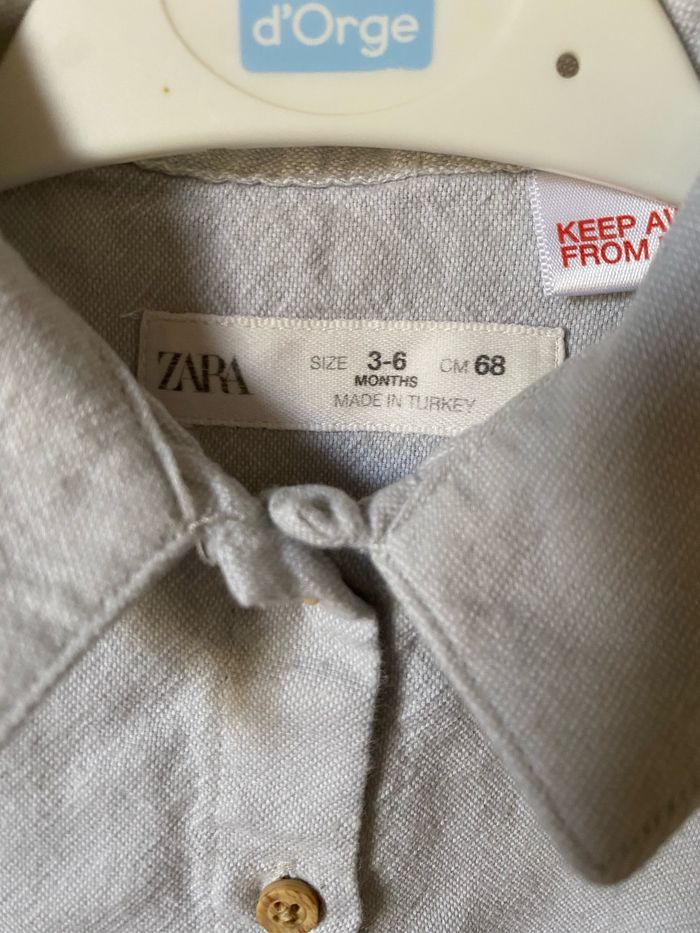 d'Orge
KEEP
FROM
ZARA
SIZE 3-6 MONTHS CM 68
MADE IN TURKEY